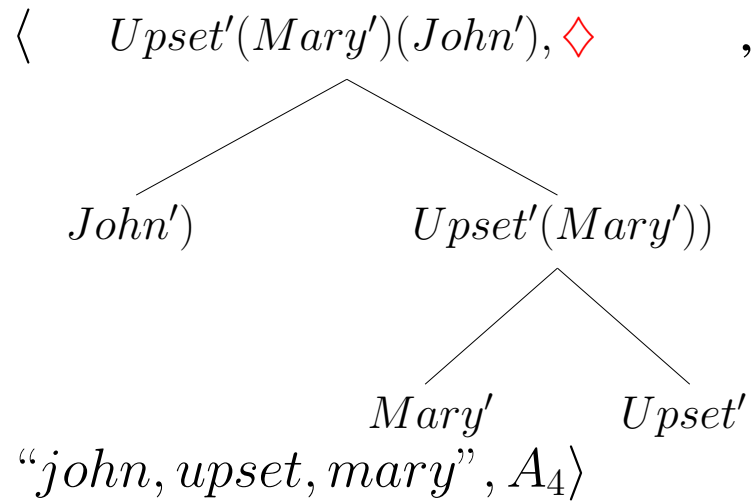 ⟨ Upset′(Mary′)(John′), ♢ ,
John′) Upset′(Mary′))
Mary′ Upset′
“john, upset, mary”, A₄⟩